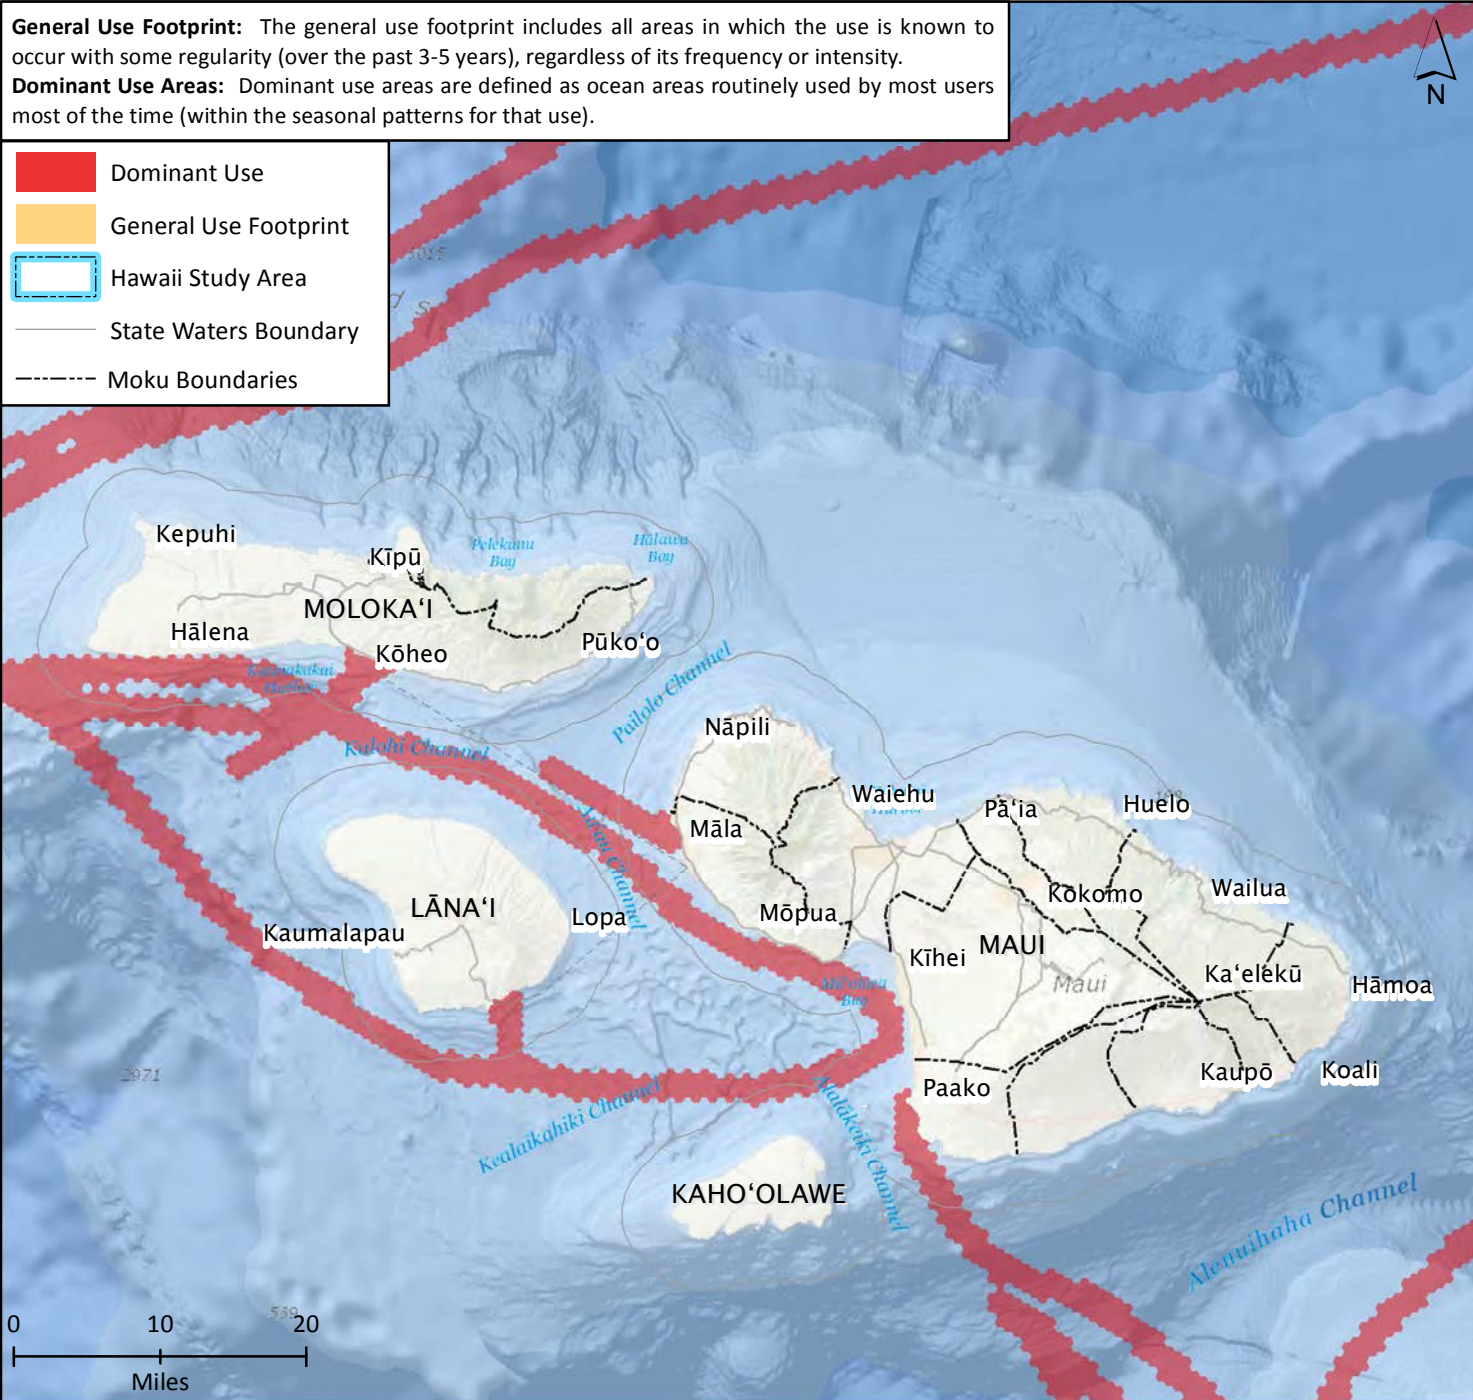 General Use Footprint: The general use footprint includes all areas in which the use is known to
occur with some regularity (over the past 3-5 years), regardless of its frequency or intensity.
Dominant Use Areas: Dominant use areas are defined as ocean areas routinely used by most users
most of the time (within the seasonal patterns for that use).
N
Dominant Use
General Use Footprint
Hawaii Study Area
State Waters Boundary
Moku Boundaries
3015
Kepuhi
Kīpū
Pelekunu
Bay
Hālawa
Bay
MOLOKAʻI
Hālena
Kōheo
Pūkoʻo
Kaunakakai
Harbor
Pailolo Channel
Kalohi Channel
Nāpili
Waiehu
Pāʻia
Huelo
Māla
Auau Channel
Kōkomo
Wailua
LĀNAʻI
Lopa
Mōpua
Kaumalapau
Kīhei
MAUI
Maui
Kaʻelekū
Hāmoa
Māʻalaea
Bay
2971
Paako
Kaupō
Koali
Kealaikahiki Channel
Alalākeiki Channel
KAHOʻOLAWE
Alenuihaha Channel
539
0 10 20
Miles